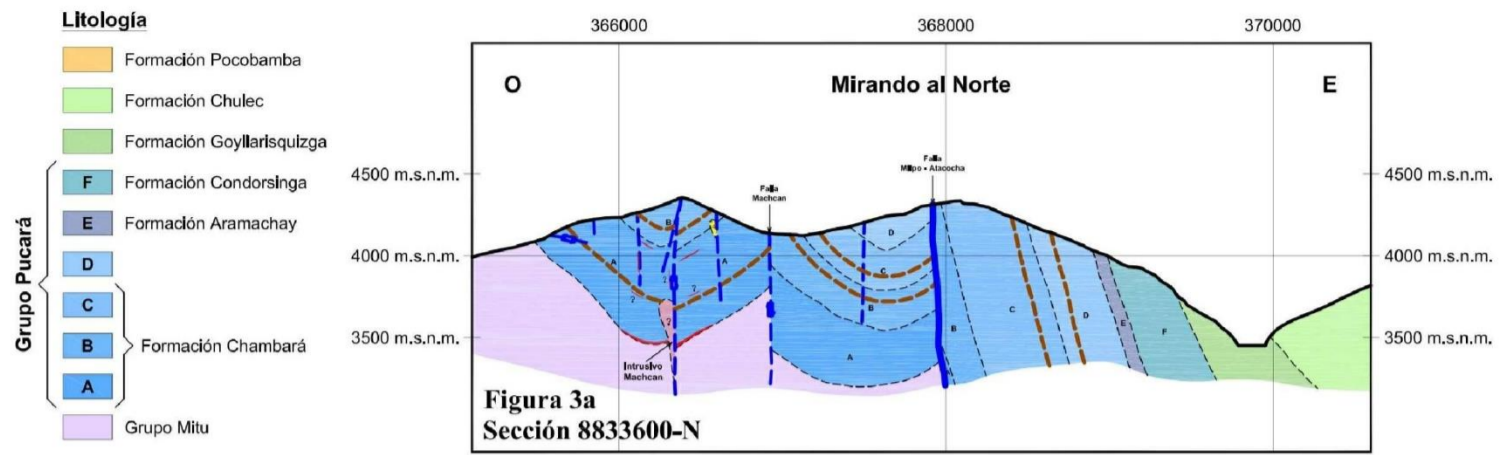 Litología
Formación Pocobamba
Formación Chulec
Formación Goyllarisquizga
F Formación Condorsinga
E Formación Aramachay
D
C
B Formación Chambará
A
Grupo Mitu
Grupo Pucará
366000 368000 370000
O Mirando al Norte E
4500 m.s.n.m. 4500 m.s.n.m.
4000 m.s.n.m. 4000 m.s.n.m.
3500 m.s.n.m. 3500 m.s.n.m.
Falla
Machcan
Falla
Milpo - Atacocha
B
A
A
?
?
?
?
D
C
B
A
B
C
D
E
F
Intrusivo
Machcan
Figura 3a
Sección 8833600-N